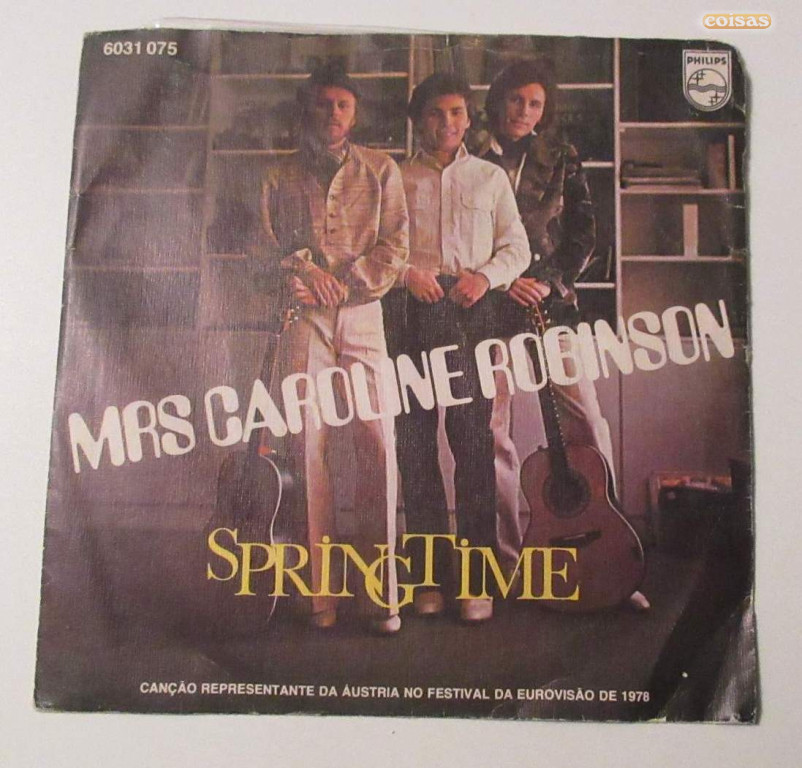 coisas
6031 075
PHILIPS
MRS CAROLINE ROBINSON
SPRINGTIME
CANÇÃO REPRESENTANTE DA ÁUSTRIA NO FESTIVAL DA EUROVISÃO DE 1978